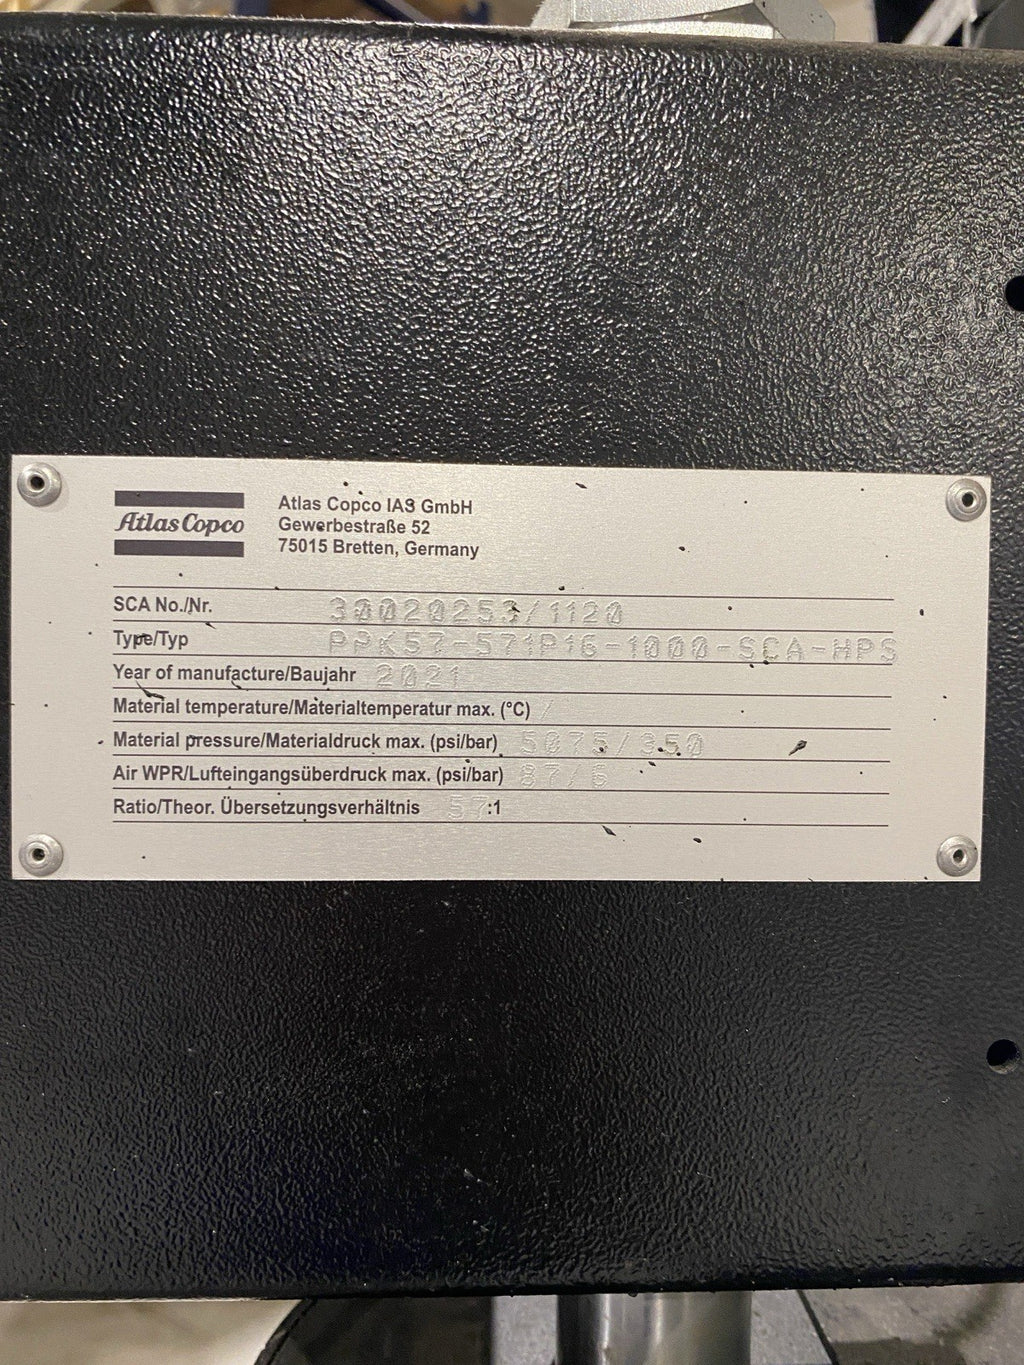 Atlas Copco
Atlas Copco IAS GmbH
Gewerbestraße 52
75015 Bretten, Germany
SCA No./Nr. 30020253/1120
Type/Typ PPK57-571P16-1000-SCA-HPS
Year of manufacture/Baujahr 2021
Material temperature/Materialtemperatur max. (°C) /
Material pressure/Materialdruck max. (psi/bar) 5075/350
Air WPR/Lufteingangsüberdruck max. (psi/bar) 87/6
Ratio/Theor. Übersetzungsverhältnis 57:1